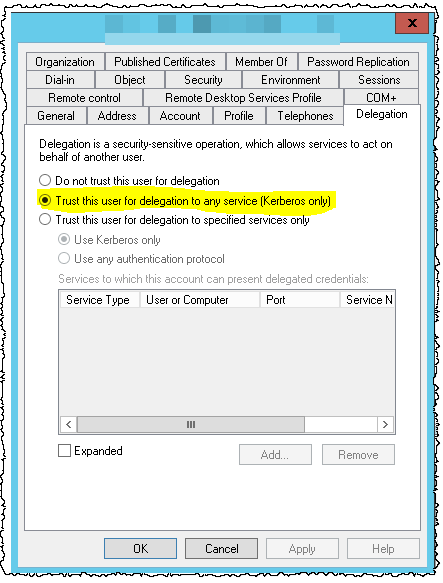 x
Organization Published Certificates Member Of Password Replication
Dial-in Object Security Environment Sessions
Remote control Remote Desktop Services Profile COM+
General Address Account Profile Telephones Delegation
Delegation is a security-sensitive operation, which allows services to act on
behalf of another user.
Do not trust this user for delegation
Trust this user for delegation to any service (Kerberos only)
Trust this user for delegation to specified services only
Use Kerberos only
Use any authentication protocol
Services to which this account can present delegated credentials:
Service Type User or Computer Port Service N
Expanded
Add... Remove
OK Cancel Apply Help